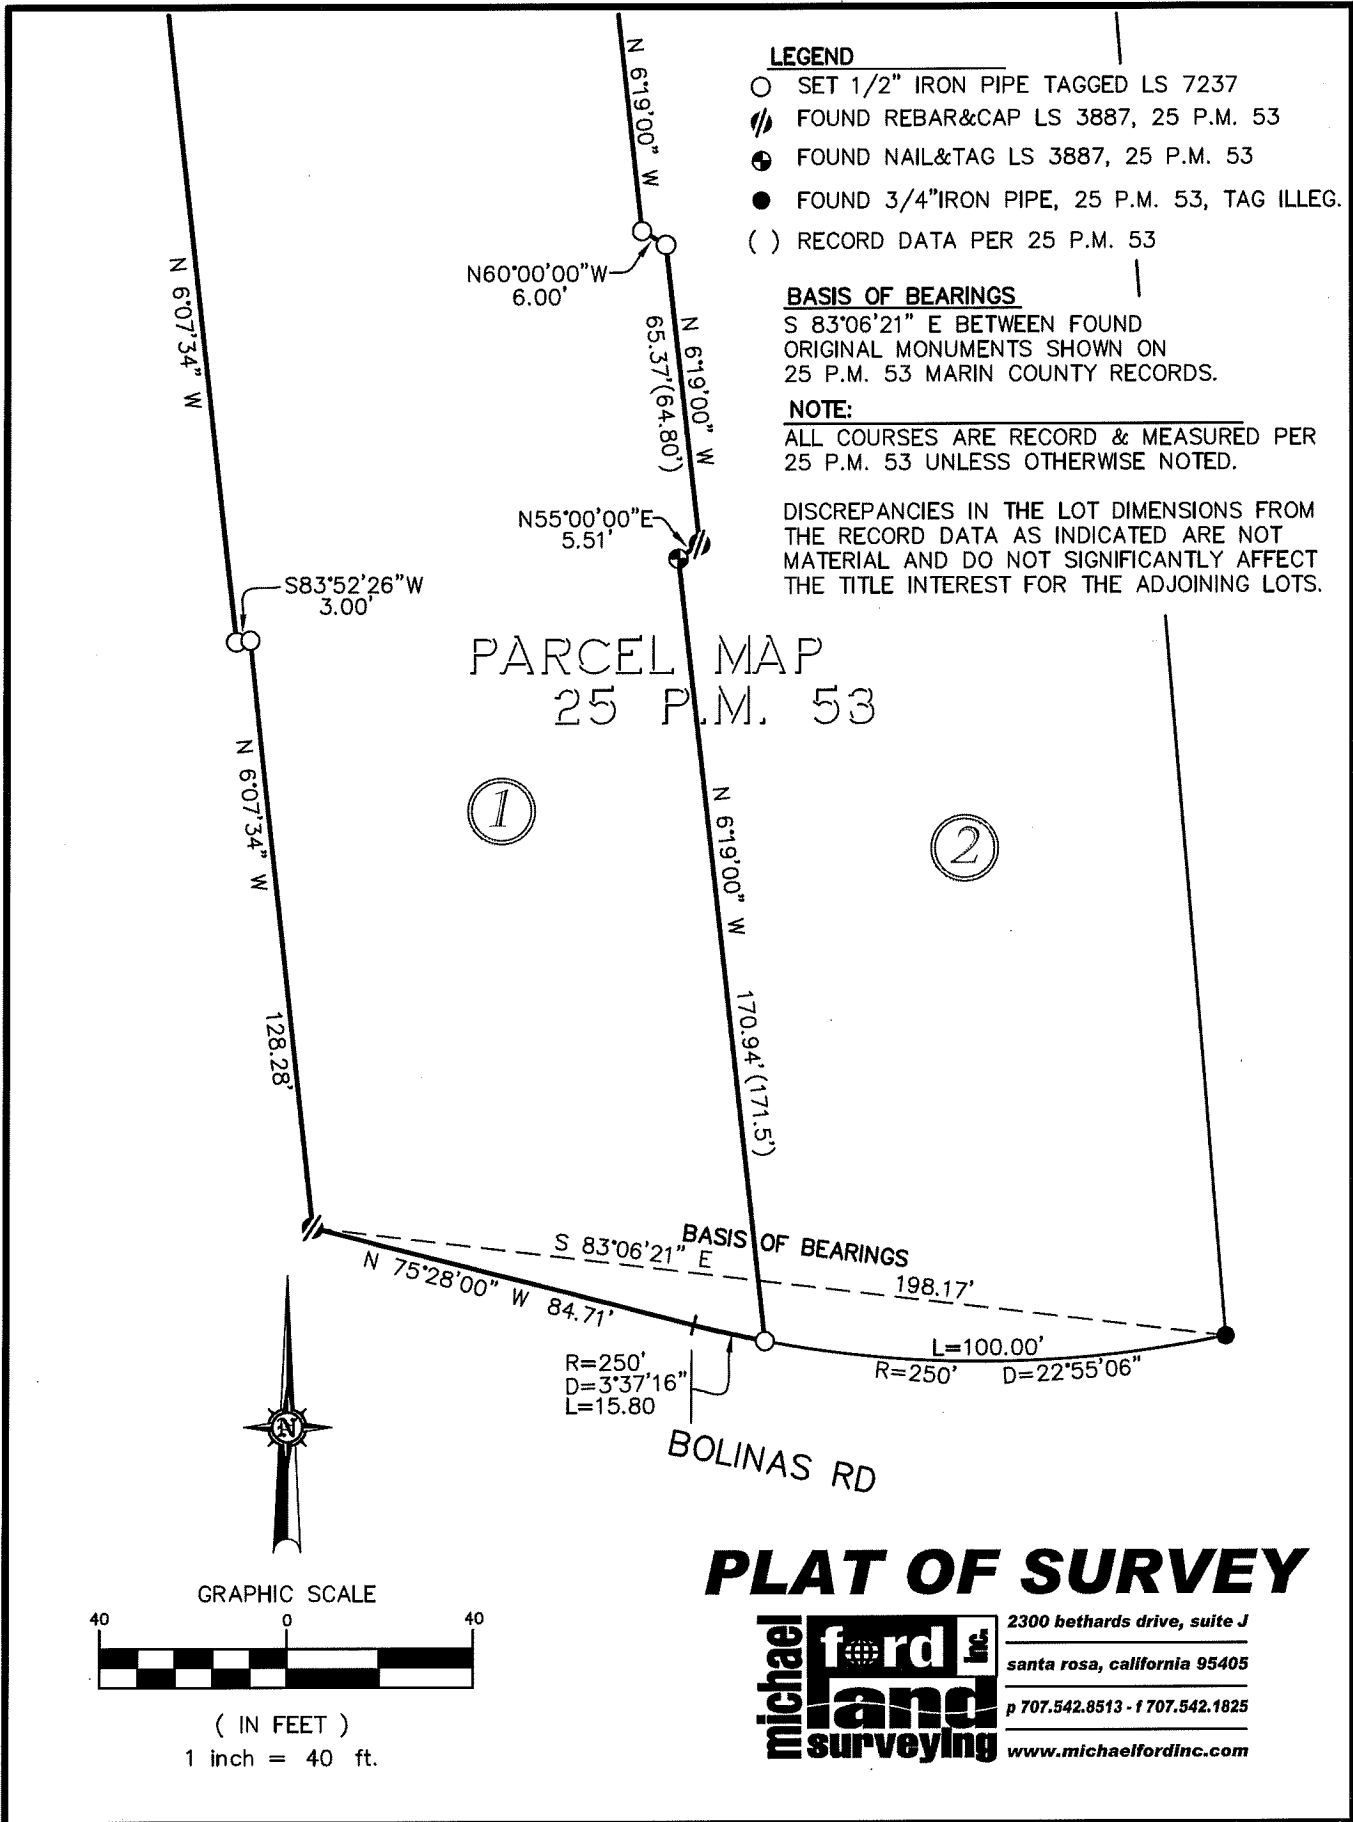 LEGEND
SET 1/2" IRON PIPE TAGGED LS 7237
FOUND REBAR&CAP LS 3887, 25 P.M. 53
FOUND NAIL&TAG LS 3887, 25 P.M. 53
FOUND 3/4"IRON PIPE, 25 P.M. 53, TAG ILLEG.
( ) RECORD DATA PER 25 P.M. 53
BASIS OF BEARINGS
S 83°06'21" E BETWEEN FOUND
ORIGINAL MONUMENTS SHOWN ON
25 P.M. 53 MARIN COUNTY RECORDS.
NOTE:
ALL COURSES ARE RECORD & MEASURED PER
25 P.M. 53 UNLESS OTHERWISE NOTED.
DISCREPANCIES IN THE LOT DIMENSIONS FROM
THE RECORD DATA AS INDICATED ARE NOT
MATERIAL AND DO NOT SIGNIFICANTLY AFFECT
THE TITLE INTEREST FOR THE ADJOINING LOTS.
N 6°19'00" W
N60°00'00"W
6.00'
N 6°07'34" W
N 6°19'00" W
65.37'(64.80')
N55°00'00"E
5.51'
S83°52'26"W
3.00'
PARCEL MAP
25 P.M. 53
1
2
N 6°07'34" W
128.28'
N 6°19'00" W
170.94'(171.5')
BASIS OF BEARINGS
S 83°06'21" E
198.17'
N 75°28'00" W 84.71'
L=100.00'
R=250' D=22°55'06"
R=250'
D=3°37'16"
L=15.80
BOLINAS RD
N
GRAPHIC SCALE
40 0 40
( IN FEET )
1 inch = 40 ft.
PLAT OF SURVEY
michael
ford inc.
land
surveying
2300 bethards drive, suite J
santa rosa, california 95405
p 707.542.8513 - f 707.542.1825
www.michaelfordinc.com